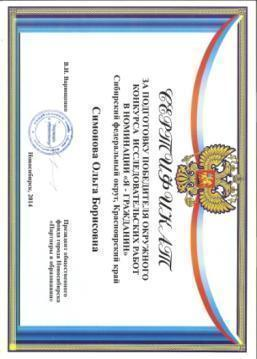 СЕРТИФИКАТ
ЗА ПОДГОТОВКУ ПОБЕДИТЕЛЯ ОКРУЖНОГО
КОНКУРСА ИССЛЕДОВАТЕЛЬСКИХ РАБОТ
В НОМИНАЦИИ «Я - ГРАЖДАНИН»
Сибирский федеральный округ, Красноярский край
Симонова Ольга Борисовна
Президент общественного
фонда города Новосибирска
«Партнеры в образовании»
Новосибирск, 2014